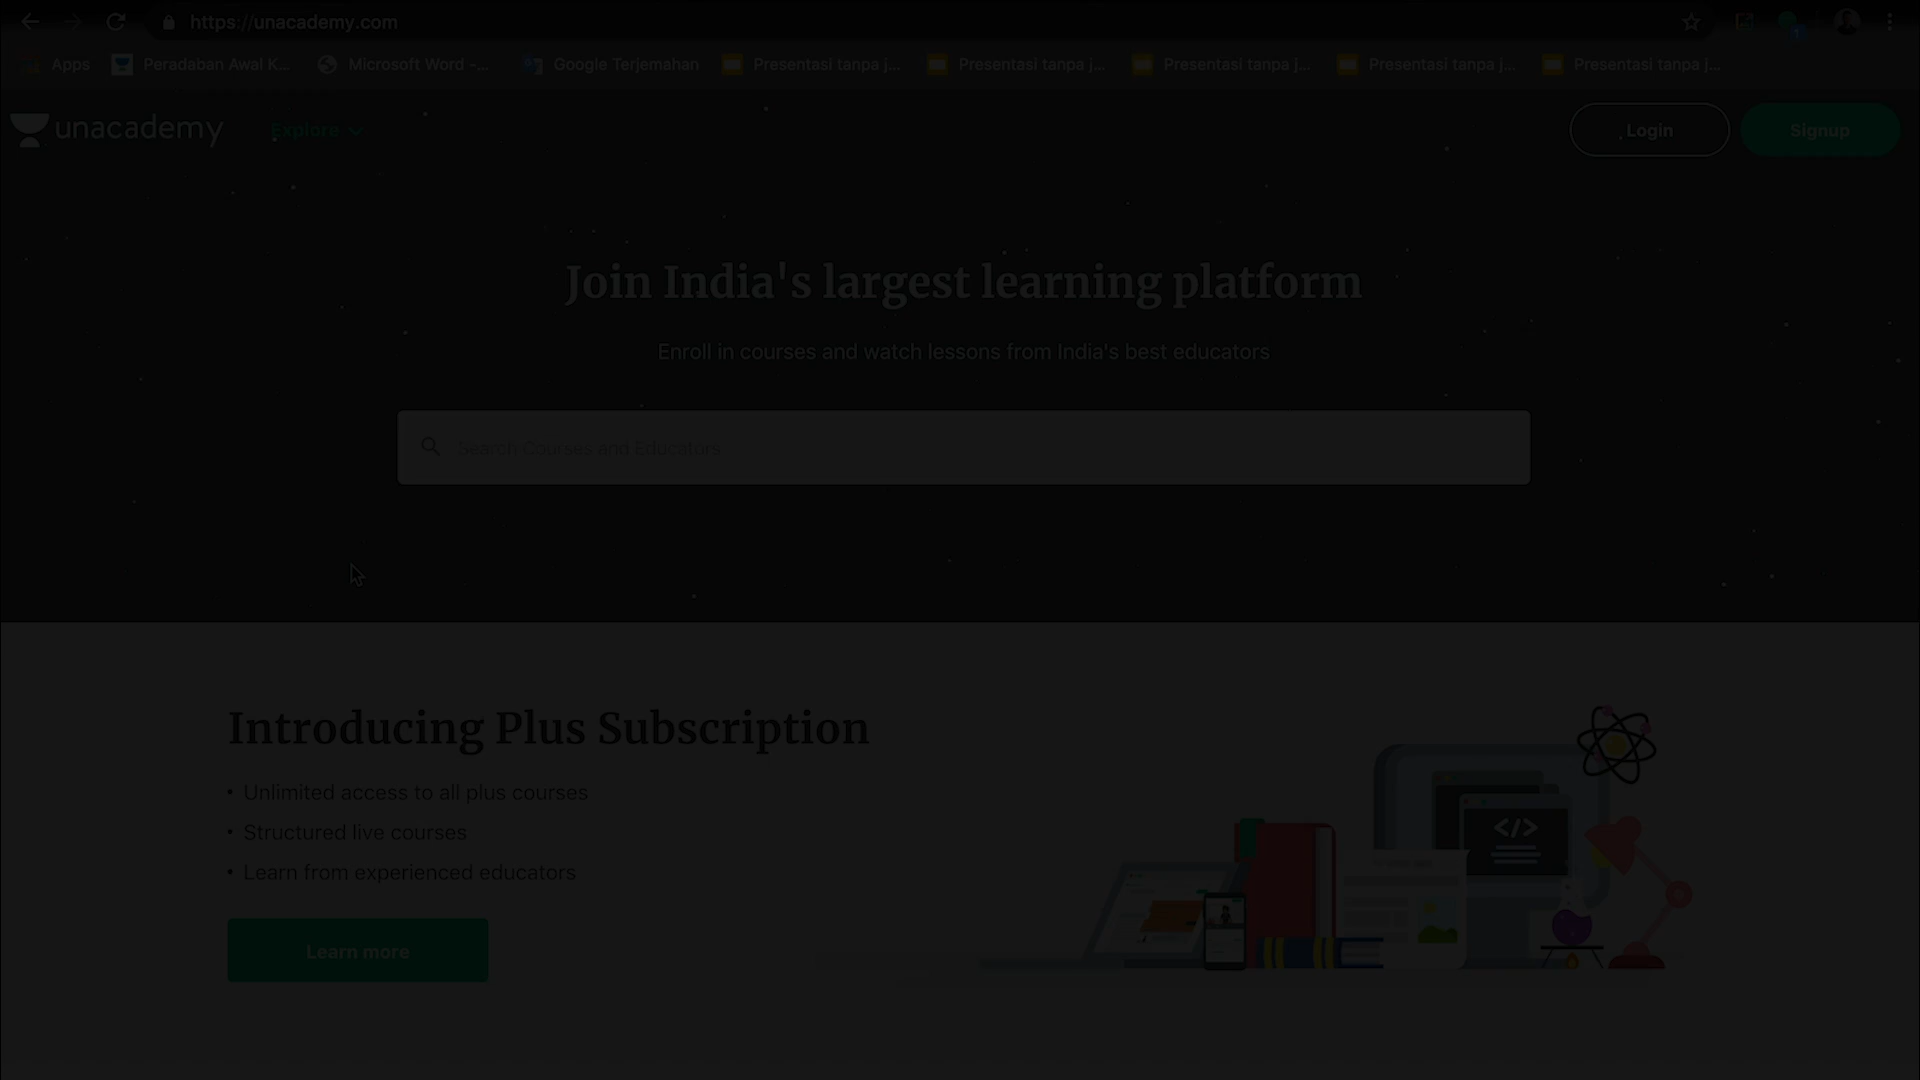 https://unacademy.com
Apps
Peradaban Awal K...
Microsoft Word -...
Google Terjemahan
Presentasi tanpa j...
Presentasi tanpa j...
Presentasi tanpa j...
Presentasi tanpa j...
Presentasi tanpa j...
unacademy
Explore
Login
Signup
Join India's largest learning platform
Enroll in courses and watch lessons from India's best educators
Search Courses and Educators
Introducing Plus Subscription
• Unlimited access to all plus courses
• Structured live courses
• Learn from experienced educators
</>
Learn more